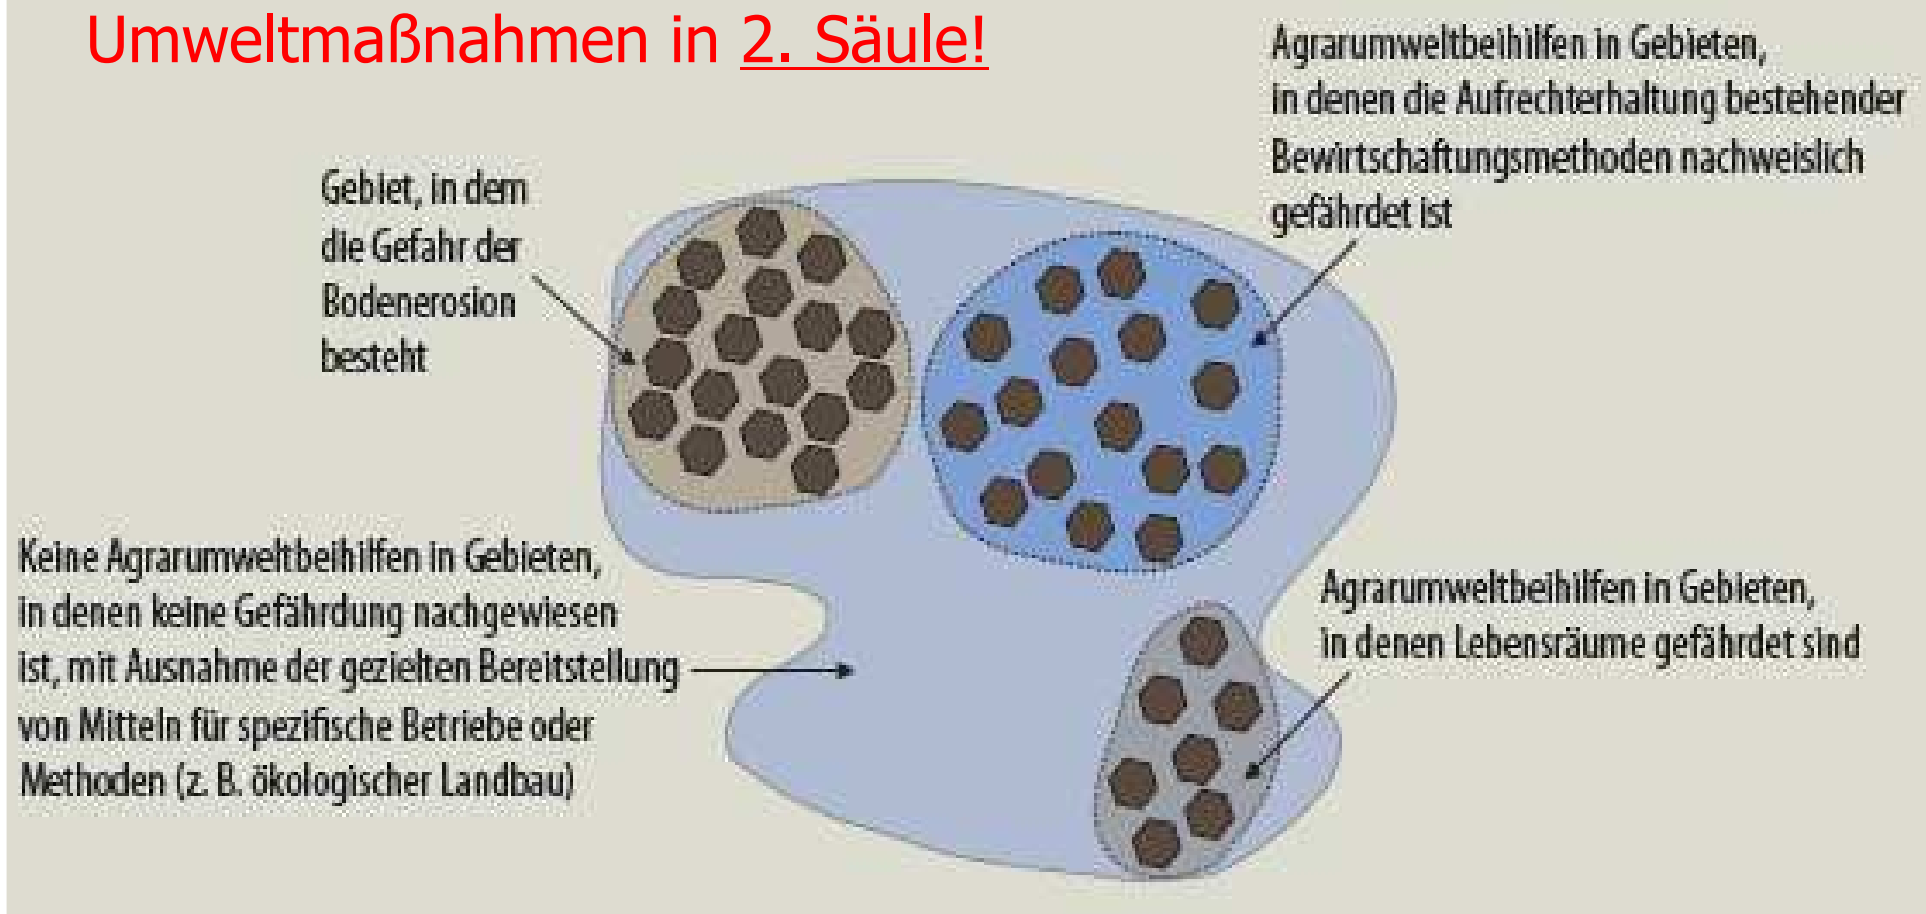 Umweltmaßnahmen in 2. Säule!
Agrarumweltbeihilfen in Gebieten,
in denen die Aufrechterhaltung bestehender
Bewirtschaftungsmethoden nachweislich
gefährdet ist
Gebiet, in dem
die Gefahr der
Bodenerosion
besteht
Keine Agrarumweltbeihilfen in Gebieten,
in denen keine Gefährdung nachgewiesen
ist, mit Ausnahme der gezielten Bereitstellung
von Mitteln für spezifische Betriebe oder
Methoden (z. B. ökologischer Landbau)
Agrarumweltbeihilfen in Gebieten,
in denen Lebensräume gefährdet sind